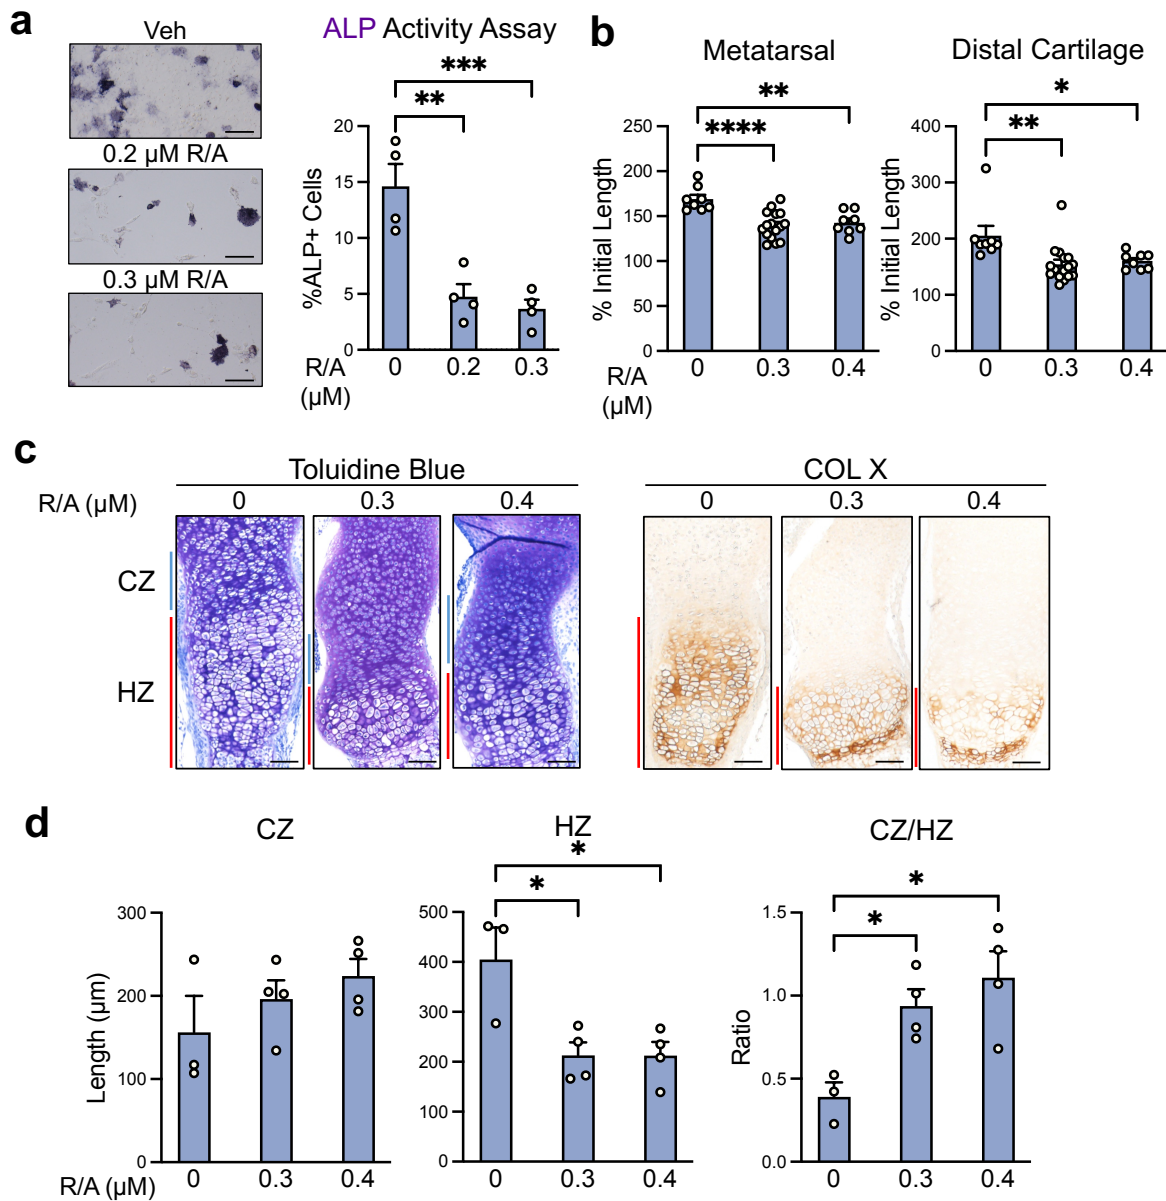 a
Veh
0.2 µM R/A
0.3 µM R/A
ALP Activity Assay
***
**
%ALP+ Cells
20
15
10
5
0
R/A
(µM)
0 0.2 0.3
b
Metatarsal
**
****
% Initial Length
250
200
150
100
50
0
R/A
(µM)
0 0.3 0.4
Distal Cartilage
*
**
% Initial Length
400
300
200
100
0
0 0.3 0.4
c
Toluidine Blue
R/A (µM) 0 0.3 0.4
CZ
HZ
COL X
0 0.3 0.4
d
CZ
Length (µm)
300
200
100
0
R/A (µM) 0 0.3 0.4
HZ
*
*
500
400
300
200
100
0
0 0.3 0.4
CZ/HZ
*
*
Ratio
1.5
1.0
0.5
0.0
0 0.3 0.4